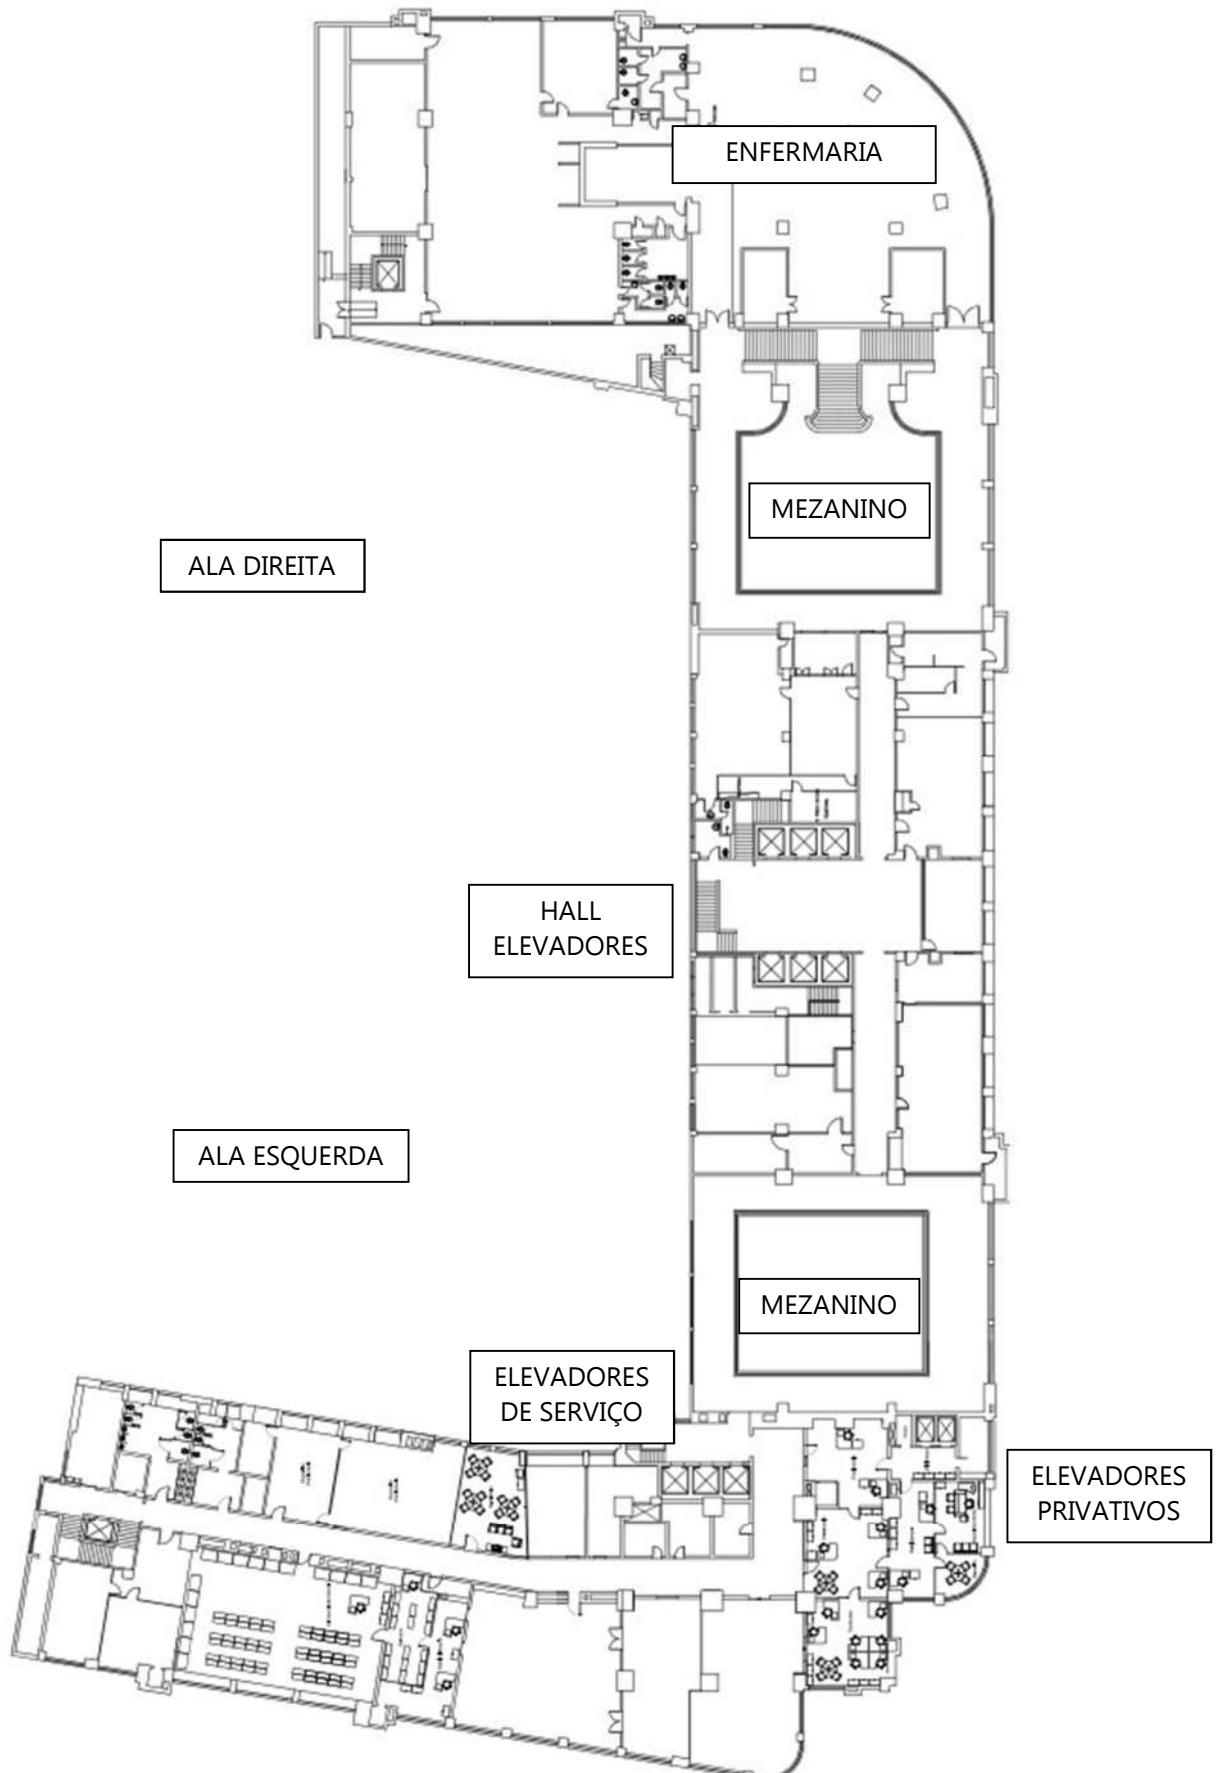 ENFERMARIA
MEZANINO
ALA DIREITA
HALL
ELEVADORES
ALA ESQUERDA
MEZANINO
ELEVADORES
DE SERVIÇO
ELEVADORES
PRIVATIVOS